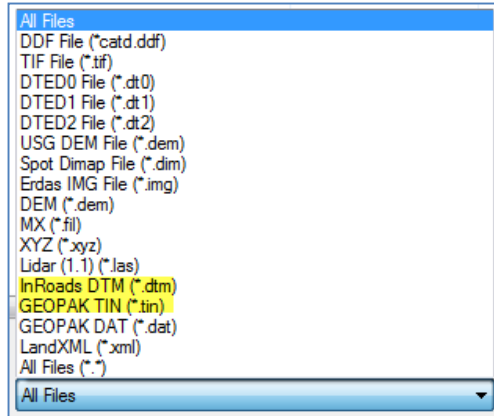 All Files
DDF File (*catd.ddf)
TIF File (*.tif)
DTED0 File (*.dt0)
DTED1 File (*.dt1)
DTED2 File (*.dt2)
USG DEM File (*.dem)
Spot Dimap File (*.dim)
Erdas IMG File (*.img)
DEM (*.dem)
MX (*.fil)
XYZ (*.xyz)
Lidar (1.1) (*.las)
InRoads DTM (*.dtm)
GEOPAK TIN (*.tin)
GEOPAK DAT (*.dat)
LandXML (*.xml)
All Files (*.*)
All Files